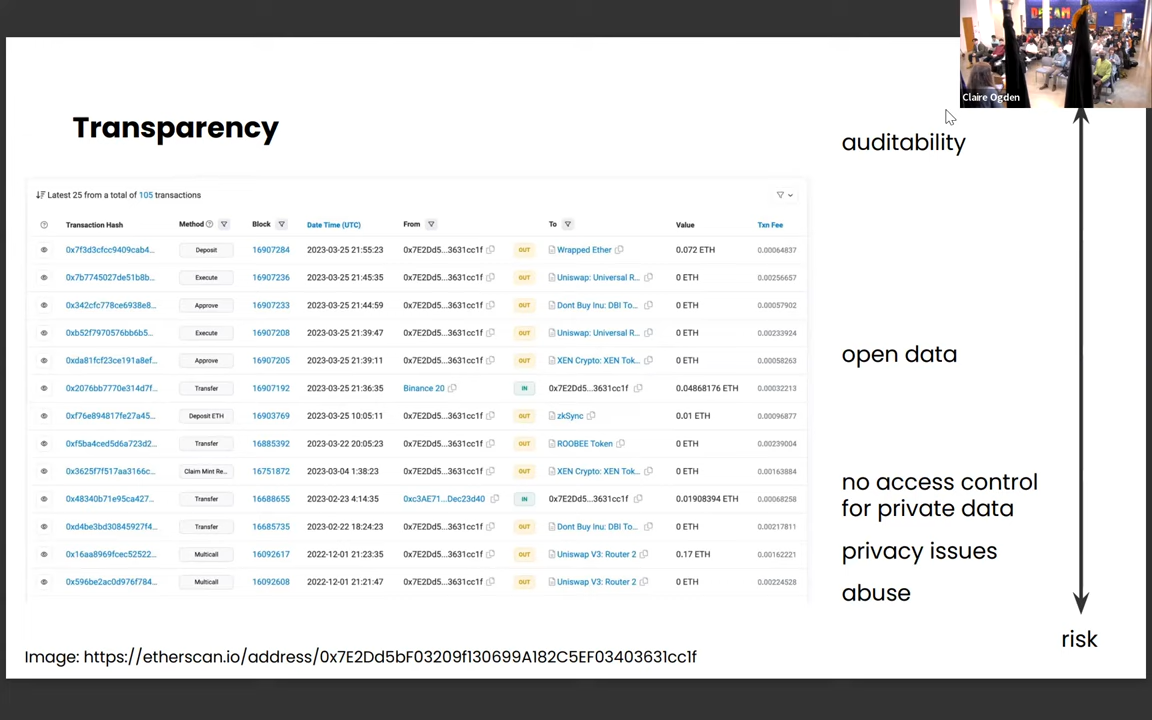 DREAM
Claire Ogden
Transparency
auditability
Latest 25 from a total of 105 transactions
Transaction Hash Method Block Date Time (UTC) From To Value Txn Fee
0x7f3d3cfcc9409cab4... Deposit 16907284 2023-03-25 21:55:23 0x7E2Dd5...3631cc1f OUT Wrapped Ether 0.072 ETH 0.00064837
0x7b7745027de51b8b... Execute 16907236 2023-03-25 21:45:35 0x7E2Dd5...3631cc1f OUT Uniswap: Universal R... 0 ETH 0.00256657
0x342cfc778ce6938e8... Approve 16907233 2023-03-25 21:44:59 0x7E2Dd5...3631cc1f OUT Dont Buy Inu: DBI To... 0 ETH 0.00057902
0xb52f7970576bb6b5... Execute 16907208 2023-03-25 21:39:47 0x7E2Dd5...3631cc1f OUT Uniswap: Universal R... 0 ETH 0.00233924
0xda81fcf23ce191a8ef... Approve 16907205 2023-03-25 21:39:11 0x7E2Dd5...3631cc1f OUT XEN Crypto: XEN Tok... 0 ETH 0.00058263
0x2076bb7770e314d7f... Transfer 16907192 2023-03-25 21:36:35 Binance 20 IN 0x7E2Dd5...3631cc1f 0.04868176 ETH 0.00032213
0xf76e894817fe27a45... Deposit ETH 16903769 2023-03-25 10:05:11 0x7E2Dd5...3631cc1f OUT zkSync 0.01 ETH 0.00096877
0xf5ba4ced5d6a723d2... Transfer 16885392 2023-03-22 20:05:23 0x7E2Dd5...3631cc1f OUT ROOBEE Token 0 ETH 0.00239004
0x3625f7f517aa3166c... Claim Mint Re... 16751872 2023-03-04 1:38:23 0x7E2Dd5...3631cc1f OUT XEN Crypto: XEN Tok... 0 ETH 0.00163884
0x48340b71e95ca427... Transfer 16688655 2023-02-23 4:14:35 0xc3AE71...Dec23d40 IN 0x7E2Dd5...3631cc1f 0.01908394 ETH 0.00068258
0xd4be3bd30845927f4... Transfer 16685735 2023-02-22 18:24:23 0x7E2Dd5...3631cc1f OUT Dont Buy Inu: DBI To... 0 ETH 0.00217811
0x16aa8969fcec52522... Multicall 16092617 2022-12-01 21:23:35 0x7E2Dd5...3631cc1f OUT Uniswap V3: Router 2 0.17 ETH 0.00162221
0x596be2ac0d976f784... Multicall 16092608 2022-12-01 21:21:47 0x7E2Dd5...3631cc1f OUT Uniswap V3: Router 2 0 ETH 0.00224528
open data
no access control
for private data
privacy issues
abuse
risk
Image: https://etherscan.io/address/0x7E2Dd5bF03209f130699A182C5EF03403631cc1f